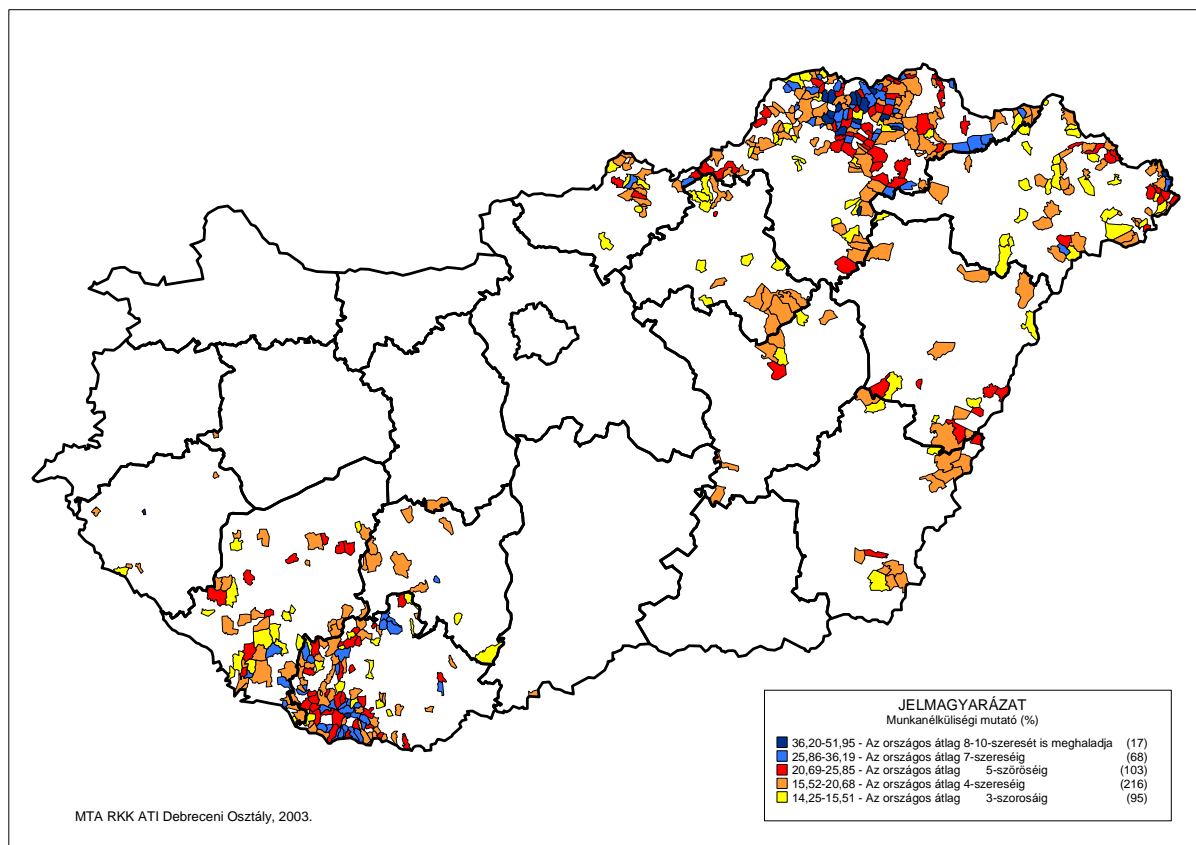 JELMAGYARÁZAT
Munkanélküliségi mutató (%)
36,20-51,95 - Az országos átlag 8-10-szeresét is meghaladja (17)
25,86-36,19 - Az országos átlag 7-szereséig (68)
20,69-25,85 - Az országos átlag 5-szöröséig (103)
15,52-20,68 - Az országos átlag 4-szereséig (216)
14,25-15,51 - Az országos átlag 3-szorosáig (95)
MTA RKK ATI Debreceni Osztály, 2003.